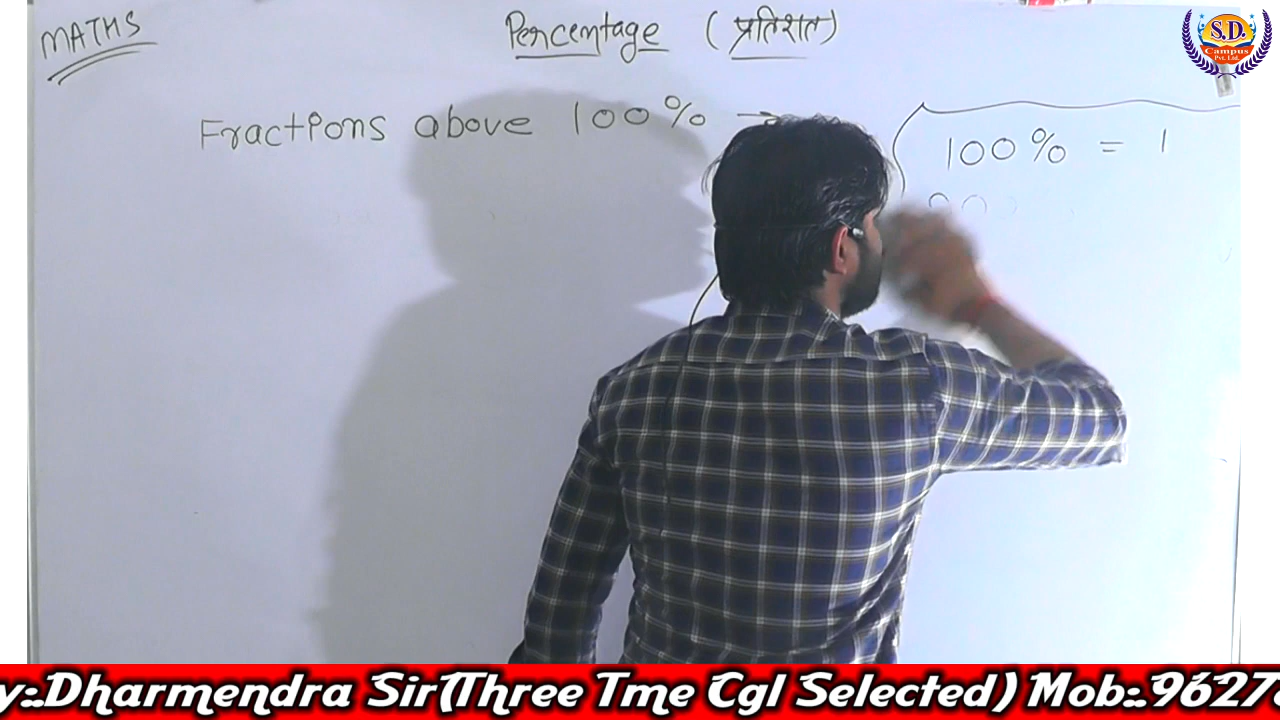 MATHS
Percentage (प्रतिशत)
S.D.
Campus
Pvt. Ltd.
Fractions above 100% →
100% = 1
y:.Dharmendra Sir(Three Tme Cgl Selected) Mob:.9627